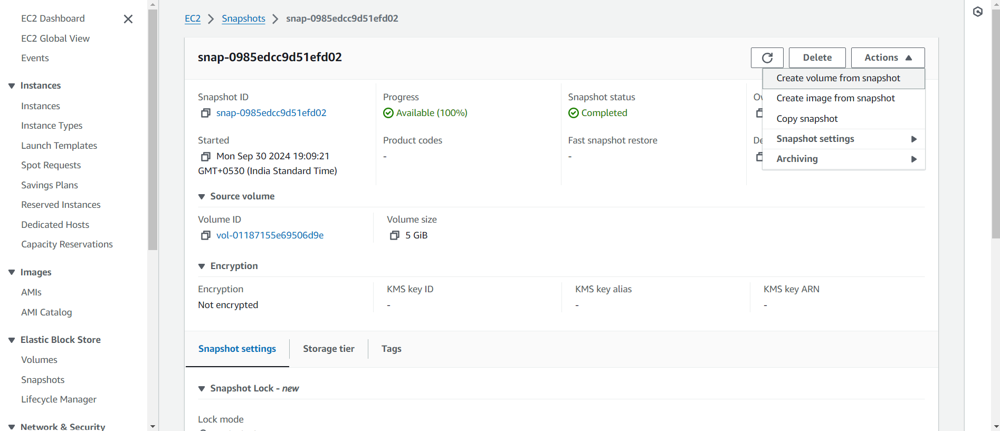 EC2 Dashboard
EC2 Global View
Events
Instances
Instances
Instance Types
Launch Templates
Spot Requests
Savings Plans
Reserved Instances
Dedicated Hosts
Capacity Reservations
Images
AMIs
AMI Catalog
Elastic Block Store
Volumes
Snapshots
Lifecycle Manager
Network & Security
EC2 Snapshots snap-0985edcc9d51efd02
snap-0985edcc9d51efd02
Delete
Actions
Create volume from snapshot
Create image from snapshot
Copy snapshot
Snapshot settings
Archiving
Snapshot ID
snap-0985edcc9d51efd02
Progress
Available (100%)
Snapshot status
Completed
Started
Mon Sep 30 2024 19:09:21
GMT+0530 (India Standard Time)
Product codes
-
Fast snapshot restore
-
Source volume
Volume ID
vol-01187155e69506d9e
Volume size
5 GiB
Encryption
Encryption
Not encrypted
KMS key ID
-
KMS key alias
-
KMS key ARN
-
Snapshot settings
Storage tier
Tags
Snapshot Lock - new
Lock mode